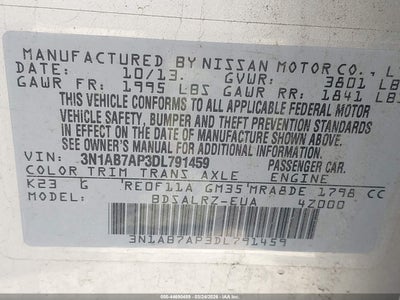 MANUFACTURED BY NISSAN MOTOR CO., L
DATE: 10/13. GVWR: 3801 LB
GAWR FR: 1995 LBS GAWR RR: 1841 LBS
THIS VEHICLE CONFORMS TO ALL APPLICABLE FEDERAL MOTOR
VEHICLE SAFETY, BUMPER AND THEFT PREVENTION STANDARDS
IN EFFECT ON THE DATE OF MANUFACTURE SHOWN ABOVE.
SEE OWNER'S MANUAL FOR ADDITIONAL INFORMATION.
VIN: 3N1AB7AP3DL791459 PASSENGER CAR.
COLOR TRIM TRANS AXLE ENGINE
K23 G RE0F11A GM35 MRA8DE 1798 CC
MODEL: BDSALRZ-EUA 4Z000
3N1AB7AP3DL791459